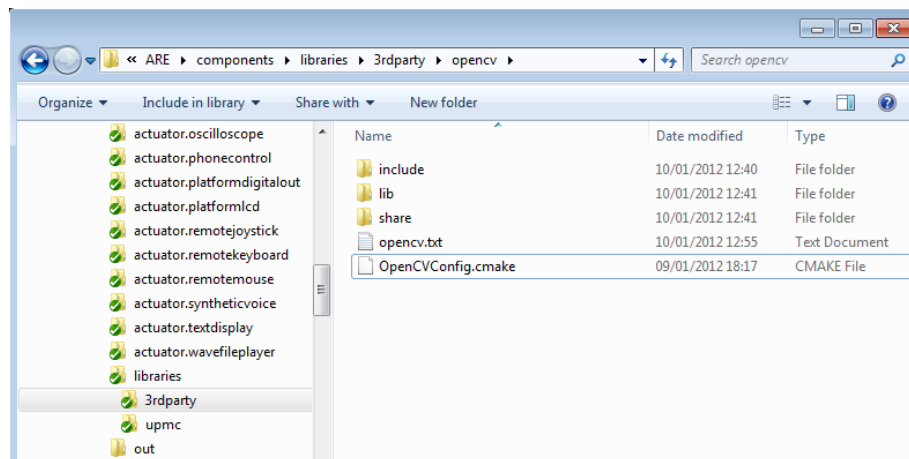 « ARE ▸ components ▸ libraries ▸ 3rdparty ▸ opencv ▸
Search opencv
Organize ▾ Include in library ▾ Share with ▾ New folder
actuator.oscilloscope
actuator.phonecontrol
actuator.platformdigitalout
actuator.platformlcd
actuator.remotejoystick
actuator.remotekeyboard
actuator.remotemouse
actuator.syntheticvoice
actuator.textdisplay
actuator.wavefileplayer
libraries
3rdparty
upmc
out
Name Date modified Type
include 10/01/2012 12:40 File folder
lib 10/01/2012 12:41 File folder
share 10/01/2012 12:41 File folder
opencv.txt 10/01/2012 12:55 Text Document
OpenCVConfig.cmake 09/01/2012 18:17 CMAKE File